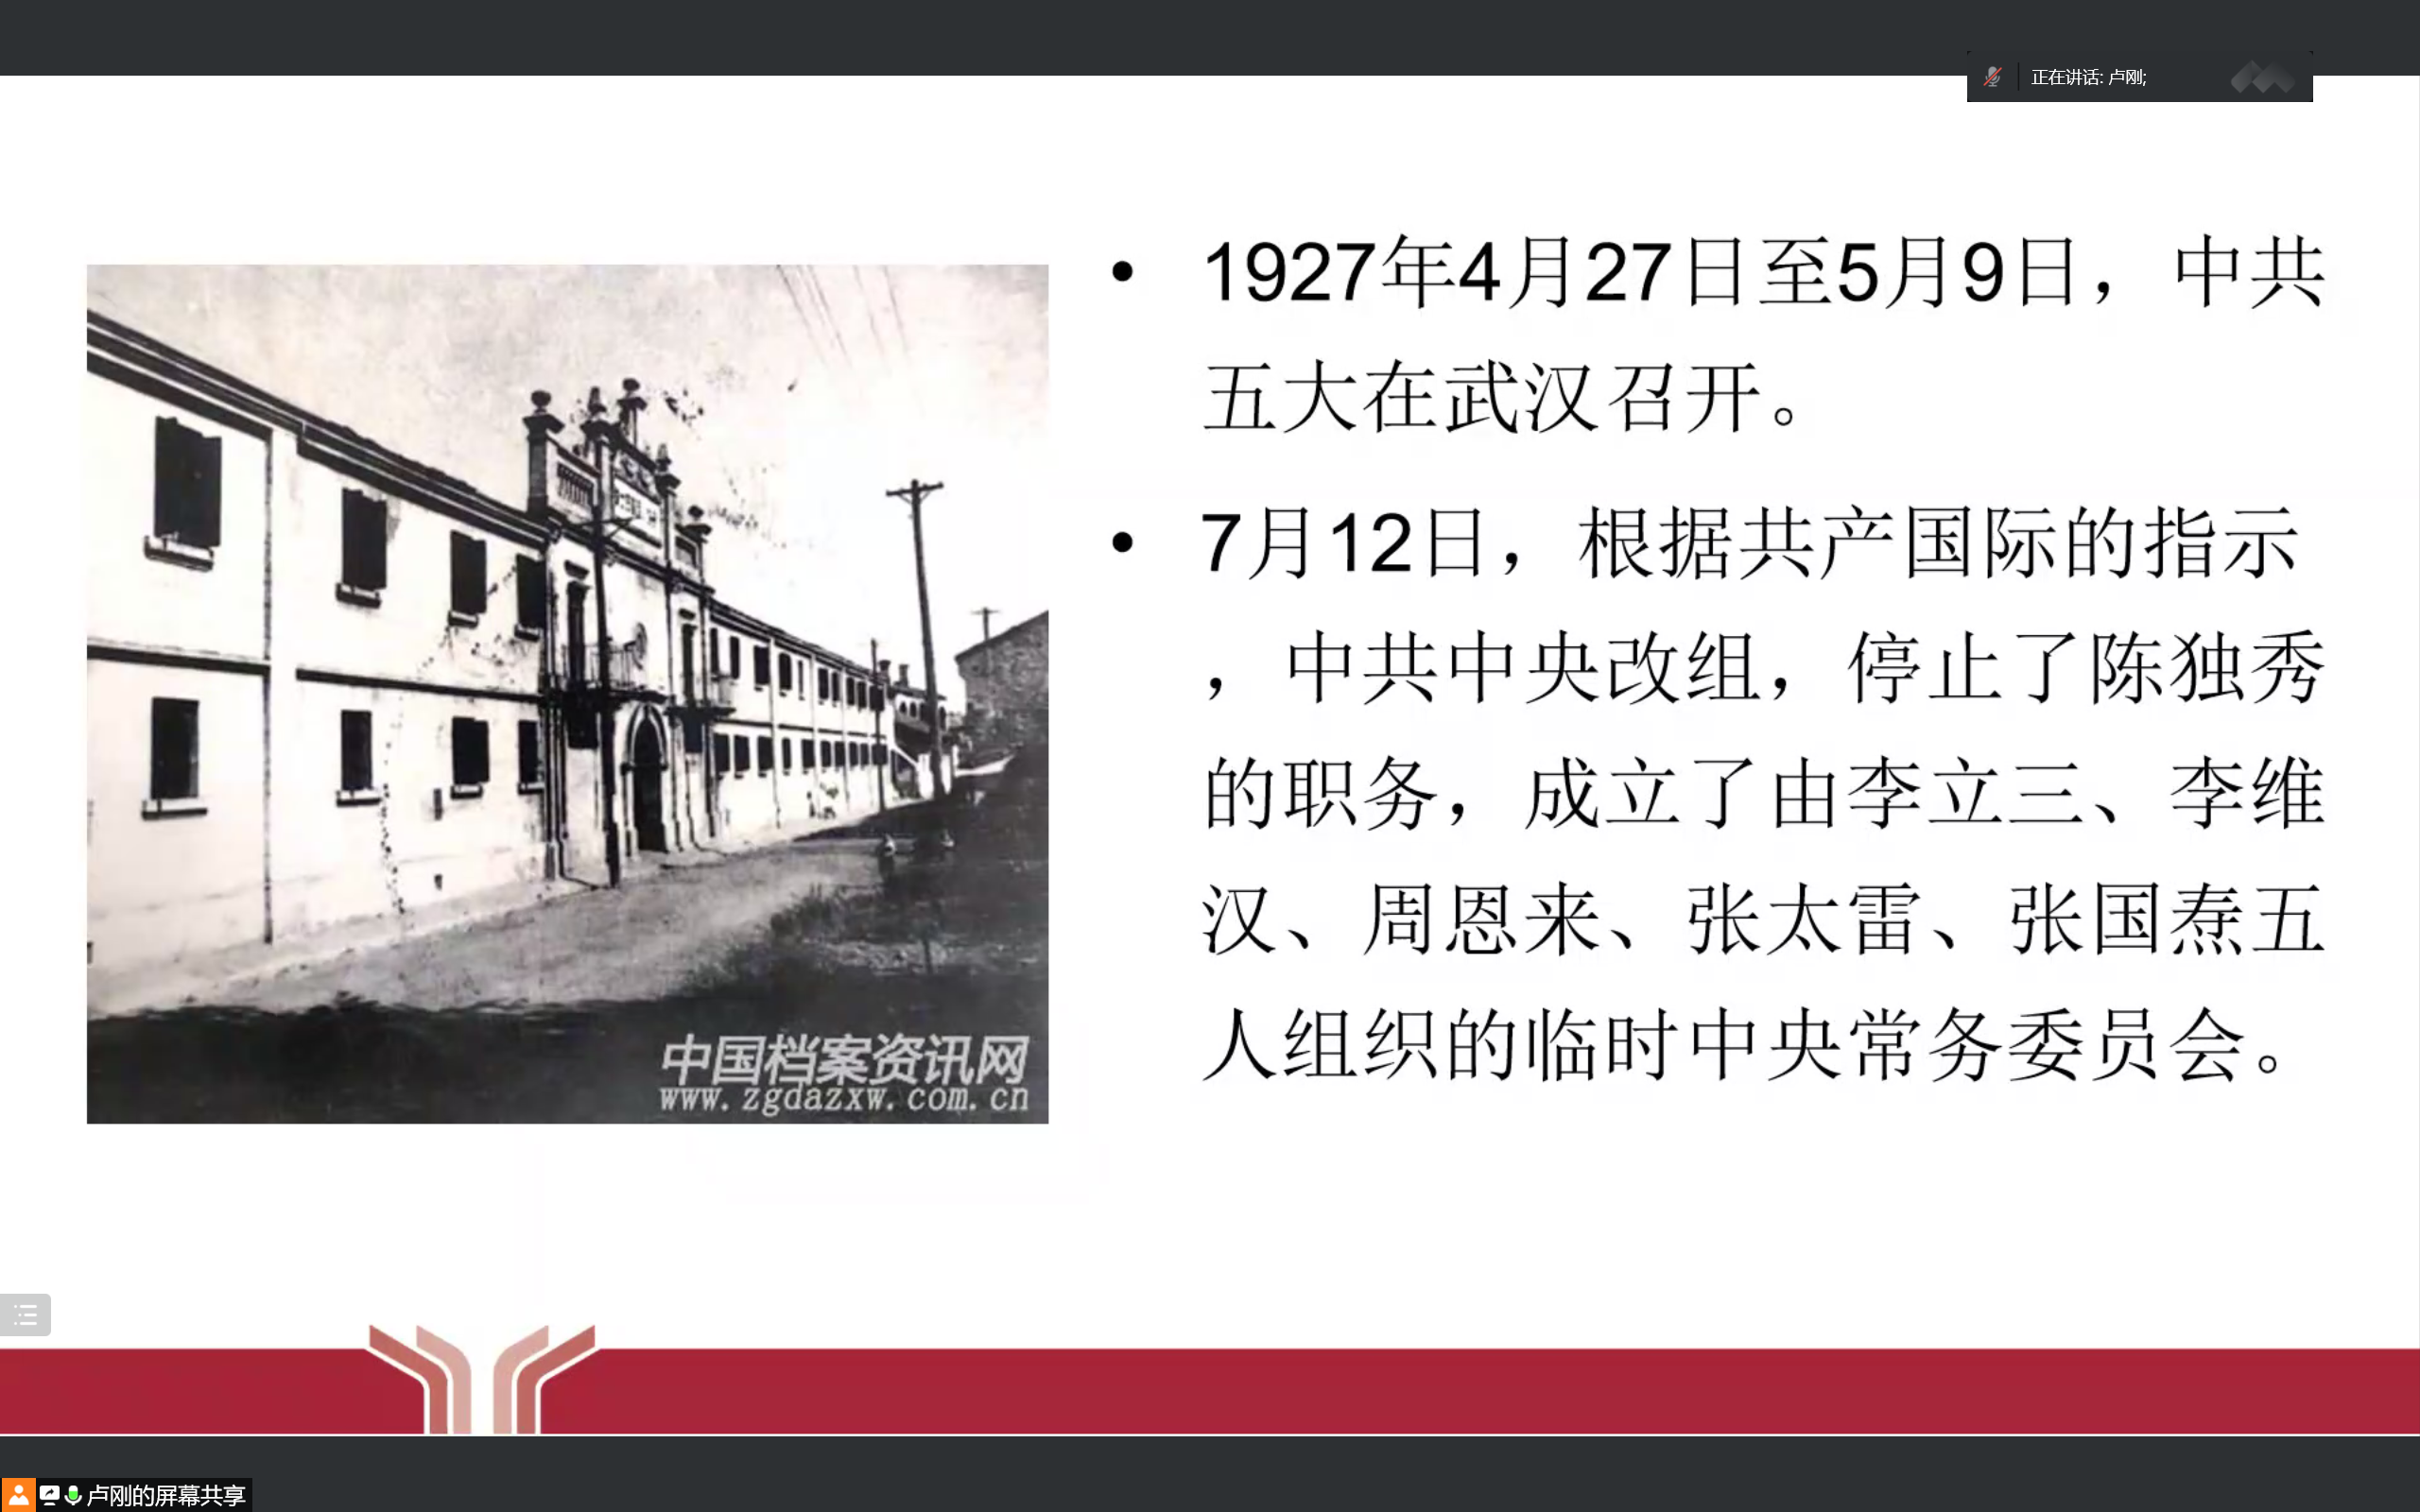 正在讲话: 卢刚;
• 1927年4月27日至5月9日，中共
五大在武汉召开。
• 7月12日，根据共产国际的指示
，中共中央改组，停止了陈独秀
的职务，成立了由李立三、李维
汉、周恩来、张太雷、张国焘五
人组织的临时中央常务委员会。
中国档案资讯网
www.zgdazxw.com.cn
卢刚的屏幕共享